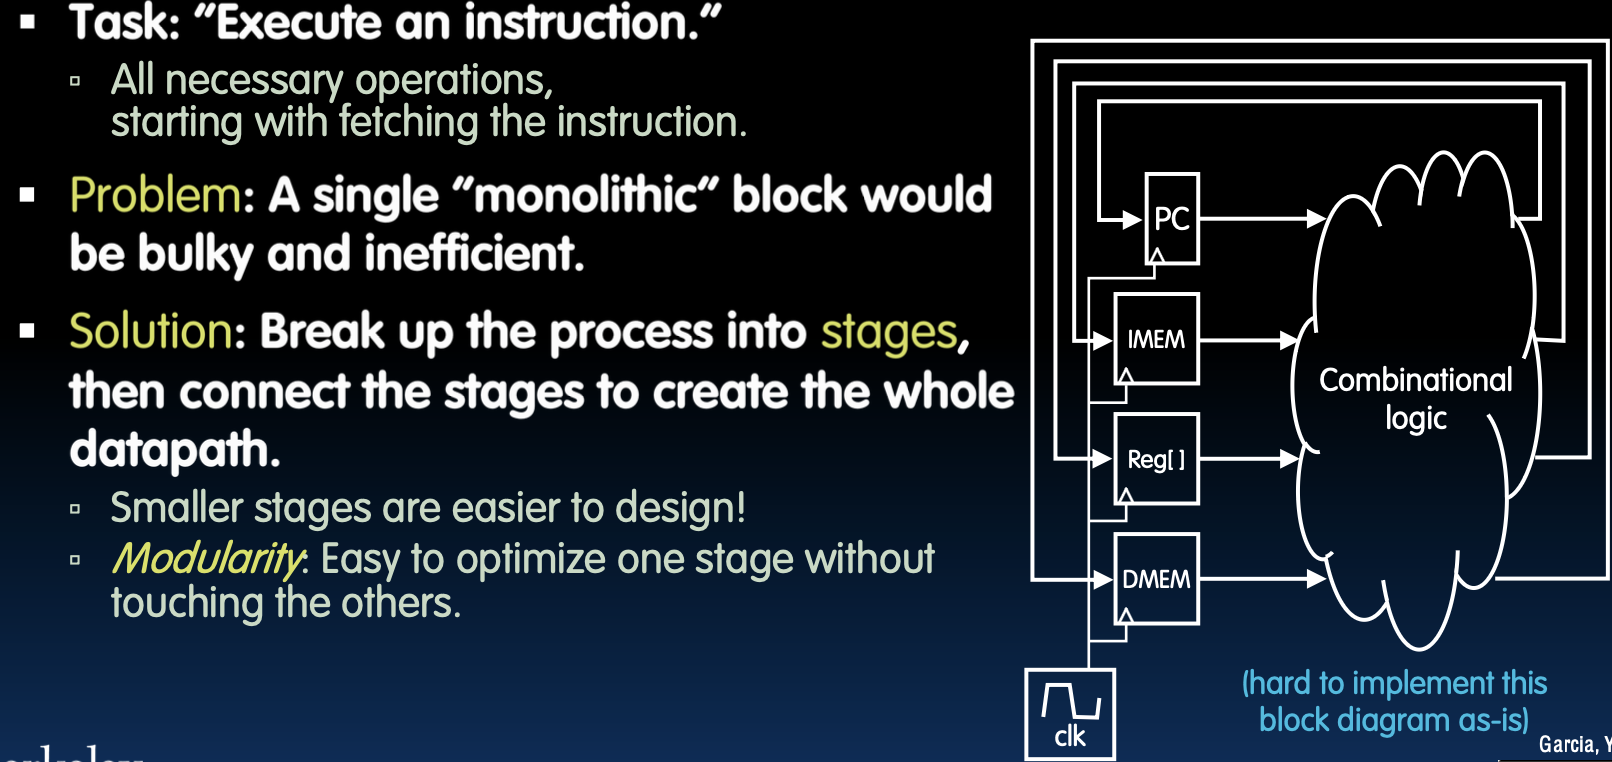 Task: “Execute an instruction.”
All necessary operations,
starting with fetching the instruction.
Problem: A single “monolithic” block would
be bulky and inefficient.
Solution: Break up the process into stages,
then connect the stages to create the whole
datapath.
Smaller stages are easier to design!
Modularity: Easy to optimize one stage without
touching the others.
PC
IMEM
Reg[ ]
DMEM
clk
Combinational
logic
(hard to implement this
block diagram as-is)
Garcia, Y